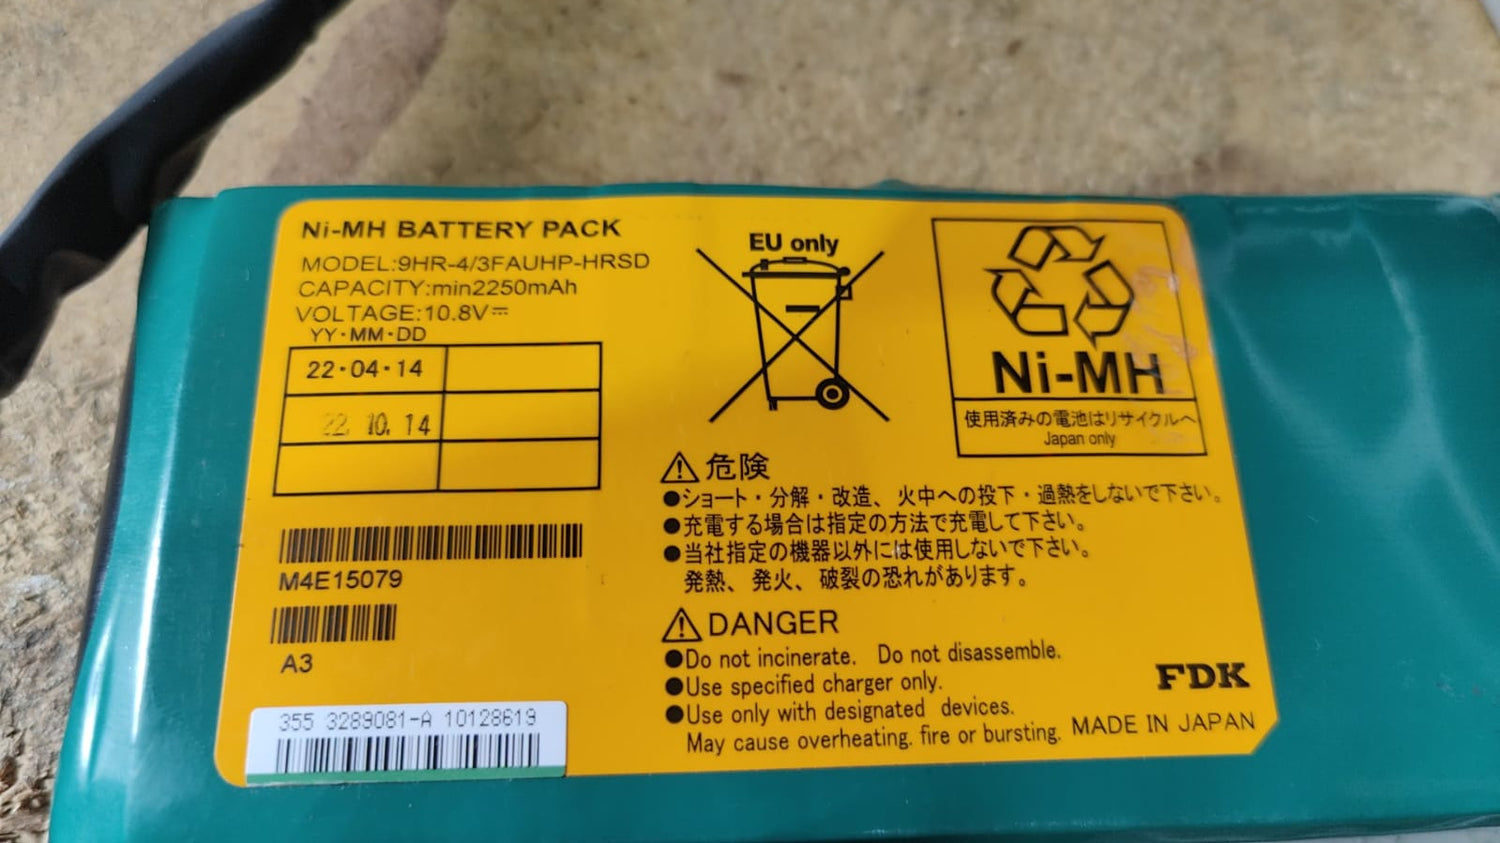 Ni-MH BATTERY PACK
MODEL:9HR-4/3FAUHP-HRSD
CAPACITY:min2250mAh
VOLTAGE:10.8V⎓
YY・MM・DD
22・04・14
22. 10. 14
M4E15079
A3
355 3289081-A 10128619
EU only
Ni-MH
使用済みの電池はリサイクルへ
Japan only
⚠危険
●ショート・分解・改造、火中への投下・過熱をしないで下さい。
●充電する場合は指定の方法で充電して下さい。
●当社指定の機器以外には使用しないで下さい。
発熱、発火、破裂の恐れがあります。
⚠DANGER
●Do not incinerate. Do not disassemble.
●Use specified charger only.
●Use only with designated devices.
May cause overheating. fire or bursting.
FDK
MADE IN JAPAN